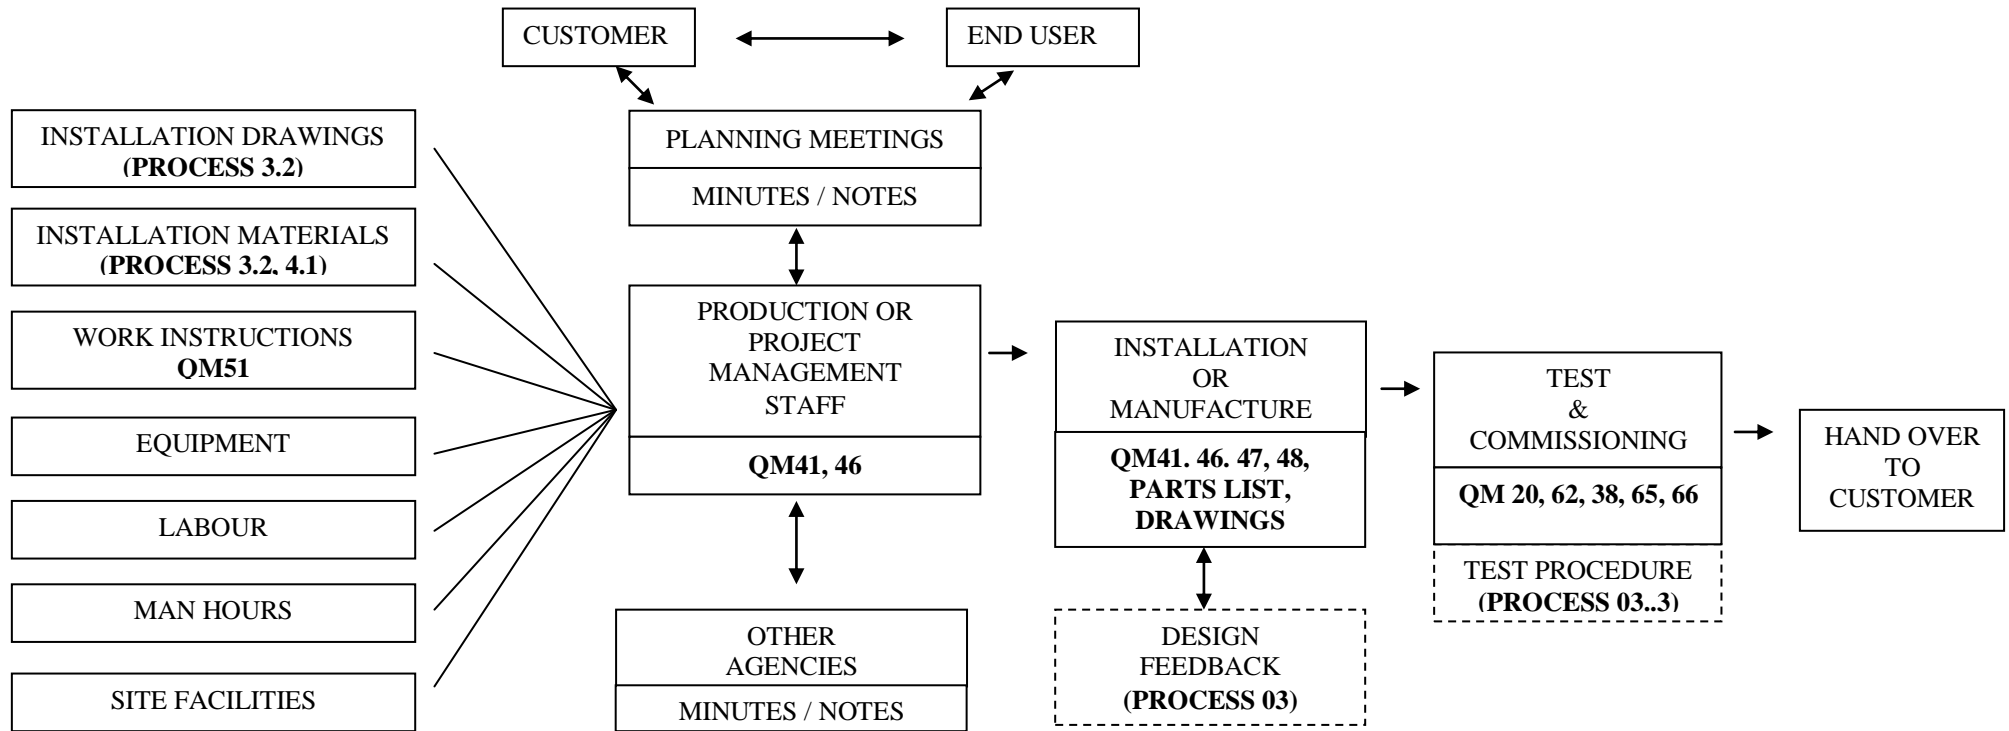 CUSTOMER
END USER
INSTALLATION DRAWINGS
(PROCESS 3.2)
INSTALLATION MATERIALS
(PROCESS 3.2, 4.1)
WORK INSTRUCTIONS
QM51
EQUIPMENT
LABOUR
MAN HOURS
SITE FACILITIES
PLANNING MEETINGS
MINUTES / NOTES
PRODUCTION OR
PROJECT
MANAGEMENT
STAFF
QM41, 46
OTHER
AGENCIES
MINUTES / NOTES
INSTALLATION
OR
MANUFACTURE
QM41. 46. 47, 48,
PARTS LIST,
DRAWINGS
DESIGN
FEEDBACK
(PROCESS 03)
TEST
&
COMMISSIONING
QM 20, 62, 38, 65, 66
TEST PROCEDURE
(PROCESS 03..3)
HAND OVER
TO
CUSTOMER